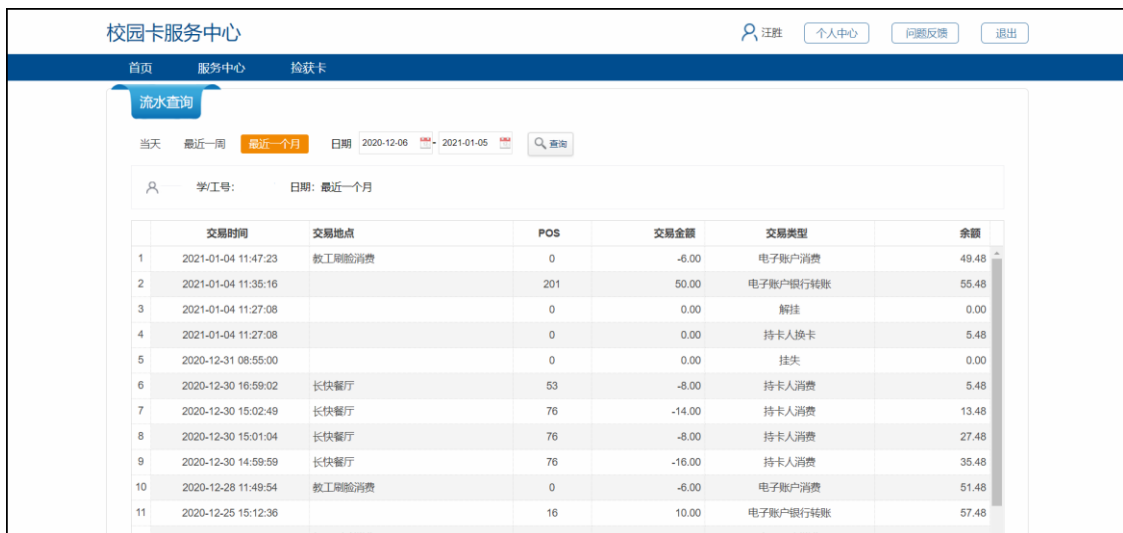 校园卡服务中心 汪胜 个人中心 问题反馈 退出
首页 服务中心 捡获卡
流水查询
当天 最近一周 最近一个月 日期 2020-12-06 - 2021-01-05 查询
学/工号: 日期: 最近一个月
交易时间 交易地点 POS 交易金额 交易类型 余额
1 2021-01-04 11:47:23 教工刷脸消费 0 -6.00 电子账户消费 49.48
2 2021-01-04 11:35:16 201 50.00 电子账户银行转账 55.48
3 2021-01-04 11:27:08 0 0.00 解挂 0.00
4 2021-01-04 11:27:08 0 0.00 持卡人换卡 5.48
5 2020-12-31 08:55:00 0 0.00 挂失 0.00
6 2020-12-30 16:59:02 长快餐厅 53 -8.00 持卡人消费 5.48
7 2020-12-30 15:02:49 长快餐厅 76 -14.00 持卡人消费 13.48
8 2020-12-30 15:01:04 长快餐厅 76 -8.00 持卡人消费 27.48
9 2020-12-30 14:59:59 长快餐厅 76 -16.00 持卡人消费 35.48
10 2020-12-28 11:49:54 教工刷脸消费 0 -6.00 电子账户消费 51.48
11 2020-12-25 15:12:36 16 10.00 电子账户银行转账 57.48